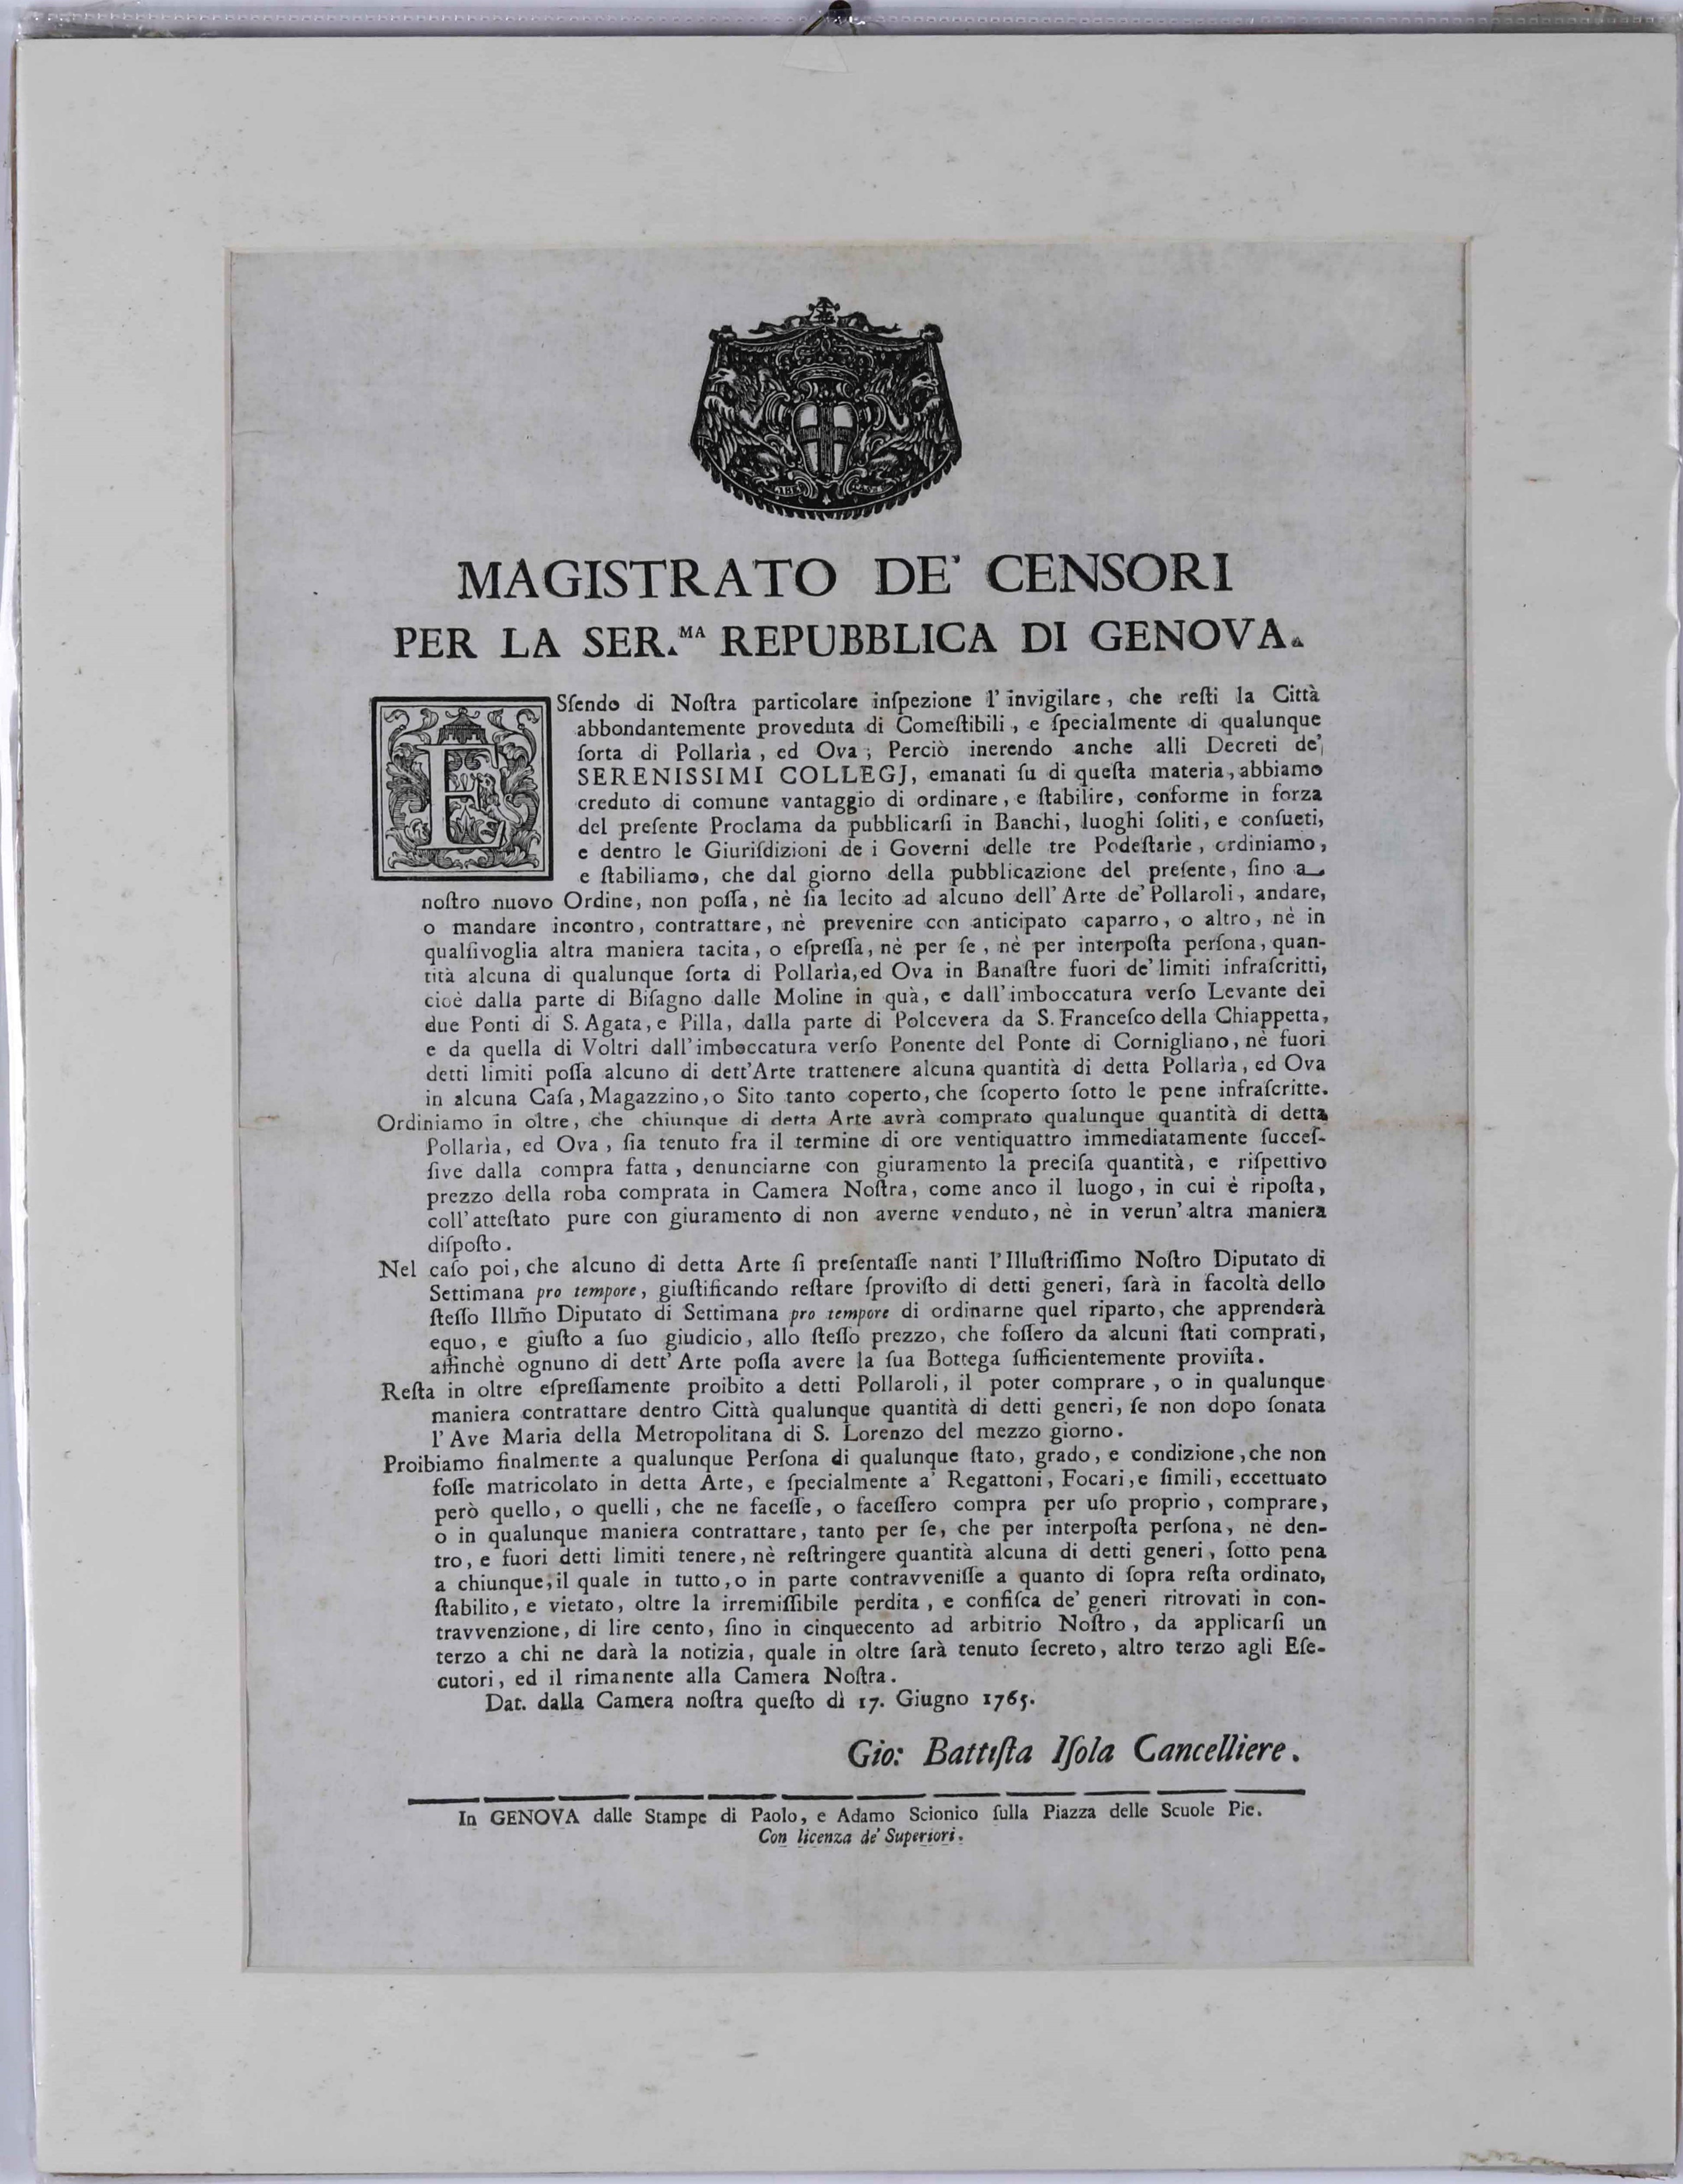 MAGISTRATO DE' CENSORI
PER LA SER.MA REPUBBLICA DI GENOVA.
ESſendo di Noſtra particolare inſpezione l' invigilare, che reſti la Città
abbondantemente proveduta di Comeſtibili, e ſpecialmente di qualunque
ſorta di Pollarìa, ed Ova; Perciò inerendo anche alli Decreti de'
SERENISSIMI COLLEGJ, emanati ſu di queſta materia, abbiamo
creduto di comune vantaggio di ordinare, e ſtabilire, conforme in forza
del preſente Proclama da pubblicarſi in Banchi, luoghi ſoliti, e conſueti,
e dentro le Giuriſdizioni de i Governi delle tre Podeſtarìe, ordiniamo,
e ſtabiliamo, che dal giorno della pubblicazione del preſente, ſino a
noſtro nuovo Ordine, non poſſa, nè ſia lecito ad alcuno dell' Arte de' Pollaroli, andare,
o mandare incontro, contrattare, nè prevenire con anticipato caparro, o altro, nè in
qualſivoglia altra maniera tacita, o eſpreſſa, nè per ſe, nè per interpoſta perſona, quan-
tità alcuna di qualunque ſorta di Pollarìa, ed Ova in Banaſtre fuori de' limiti infraſcritti,
cioè dalla parte di Biſagno dalle Moline in quà, e dall' imboccatura verſo Levante dei
due Ponti di S. Agata, e Pilla, dalla parte di Polcevera da S. Franceſco della Chiappetta,
e da quella di Voltri dall' imboccatura verſo Ponente del Ponte di Cornigliano, nè fuori
detti limiti poſſa alcuno di dett' Arte trattenere alcuna quantità di detta Pollarìa, ed Ova
in alcuna Caſa, Magazzino, o Sito tanto coperto, che ſcoperto ſotto le pene infraſcritte.
Ordiniamo in oltre, che chiunque di detta Arte avrà comprato qualunque quantità di detta
Pollarìa, ed Ova, ſia tenuto fra il termine di ore ventiquattro immediatamente ſucceſ-
ſive dalla compra fatta, denunciarne con giuramento la preciſa quantità, e riſpettivo
prezzo della roba comprata in Camera Noſtra, come anco il luogo, in cui è ripoſta,
coll' atteſtato pure con giuramento di non averne venduto, nè in verun' altra maniera
diſpoſto.
Nel caſo poi, che alcuno di detta Arte ſi preſentaſſe nanti l' Illuſtriſſimo Noſtro Diputato di
Settimana pro tempore, giuſtificando reſtare ſproviſto di detti generi, ſarà in facoltà dello
ſteſſo Illm̃o Diputato di Settimana pro tempore di ordinarne quel riparto, che apprenderà
equo, e giuſto a ſuo giudicio, allo ſteſſo prezzo, che foſſero da alcuni ſtati comprati,
affinchè ognuno di dett' Arte poſſa avere la ſua Bottega ſufficientemente proviſta.
Reſta in oltre eſpreſſamente proibito a detti Pollaroli, il poter comprare, o in qualunque
maniera contrattare dentro Città qualunque quantità di detti generi, ſe non dopo ſonata
l' Ave Maria della Metropolitana di S. Lorenzo del mezzo giorno.
Proibiamo finalmente a qualunque Perſona di qualunque ſtato, grado, e condizione, che non
foſſe matricolato in detta Arte, e ſpecialmente a' Regattoni, Focari, e ſimili, eccettuato
però quello, o quelli, che ne faceſſe, o faceſſero compra per uſo proprio, comprare,
o in qualunque maniera contrattare, tanto per ſe, che per interpoſta perſona, nè den-
tro, e fuori detti limiti tenere, nè reſtringere quantità alcuna di detti generi, ſotto pena
a chiunque, il quale in tutto, o in parte contravveniſſe a quanto di ſopra reſta ordinato,
ſtabilito, e vietato, oltre la irremiſſibile perdita, e confiſca de' generi ritrovati in con-
travvenzione, di lire cento, ſino in cinquecento ad arbitrio Noſtro, da applicarſi un
terzo a chi ne darà la notizia, quale in oltre ſarà tenuto ſecreto, altro terzo agli Eſe-
cutori, ed il rimanente alla Camera Noſtra.
Dat. dalla Camera noſtra queſto dì 17. Giugno 1765.
Gio: Battiſta Iſola Cancelliere.
In GENOVA dalle Stampe di Paolo, e Adamo Scionico ſulla Piazza delle Scuole Pie.
Con licenza de' Superiori.